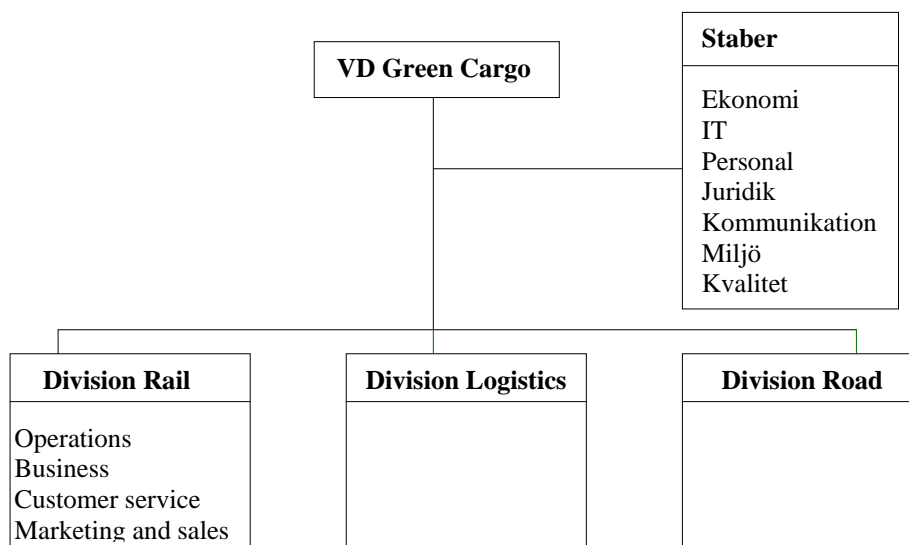 VD Green Cargo
Staber
Ekonomi
IT
Personal
Juridik
Kommunikation
Miljö
Kvalitet
Division Rail
Operations
Business
Customer service
Marketing and sales
Division Logistics
Division Road